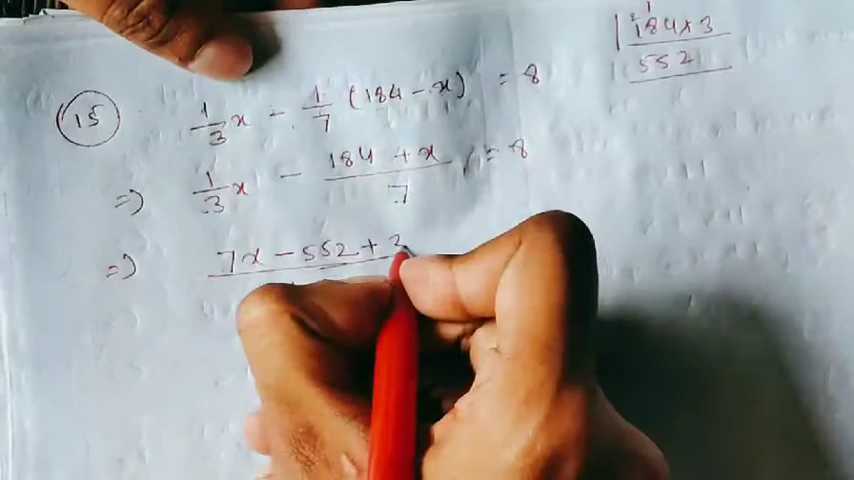 184×3
552
15 1/3 x - 1/7 (184 - x) = 8
⇒ 1/3 x - 184 + x / 7 = 8
⇒ 7x - 552 + 3